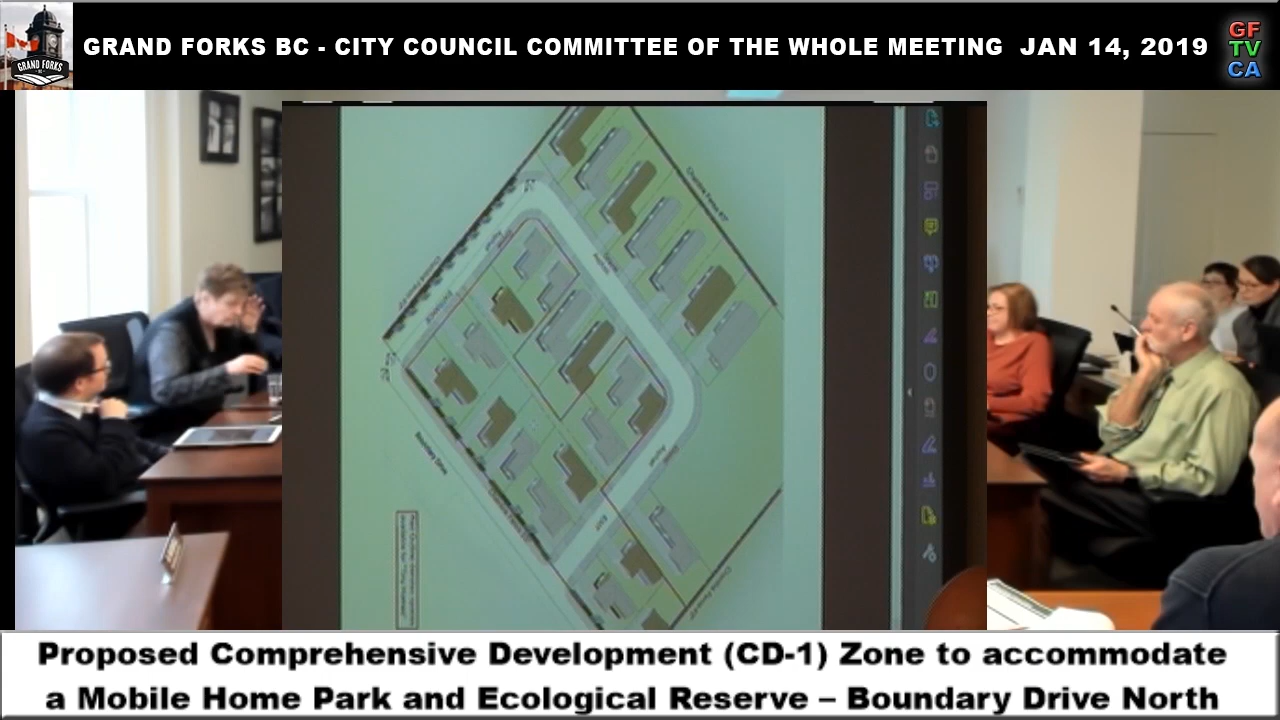 GRAND FORKS BC - CITY COUNCIL COMMITTEE OF THE WHOLE MEETING JAN 14, 2019
GRAND FORKS
GF
TV
CA
Boundary Drive
Proposed Comprehensive Development (CD-1) Zone to accommodate
a Mobile Home Park and Ecological Reserve – Boundary Drive North